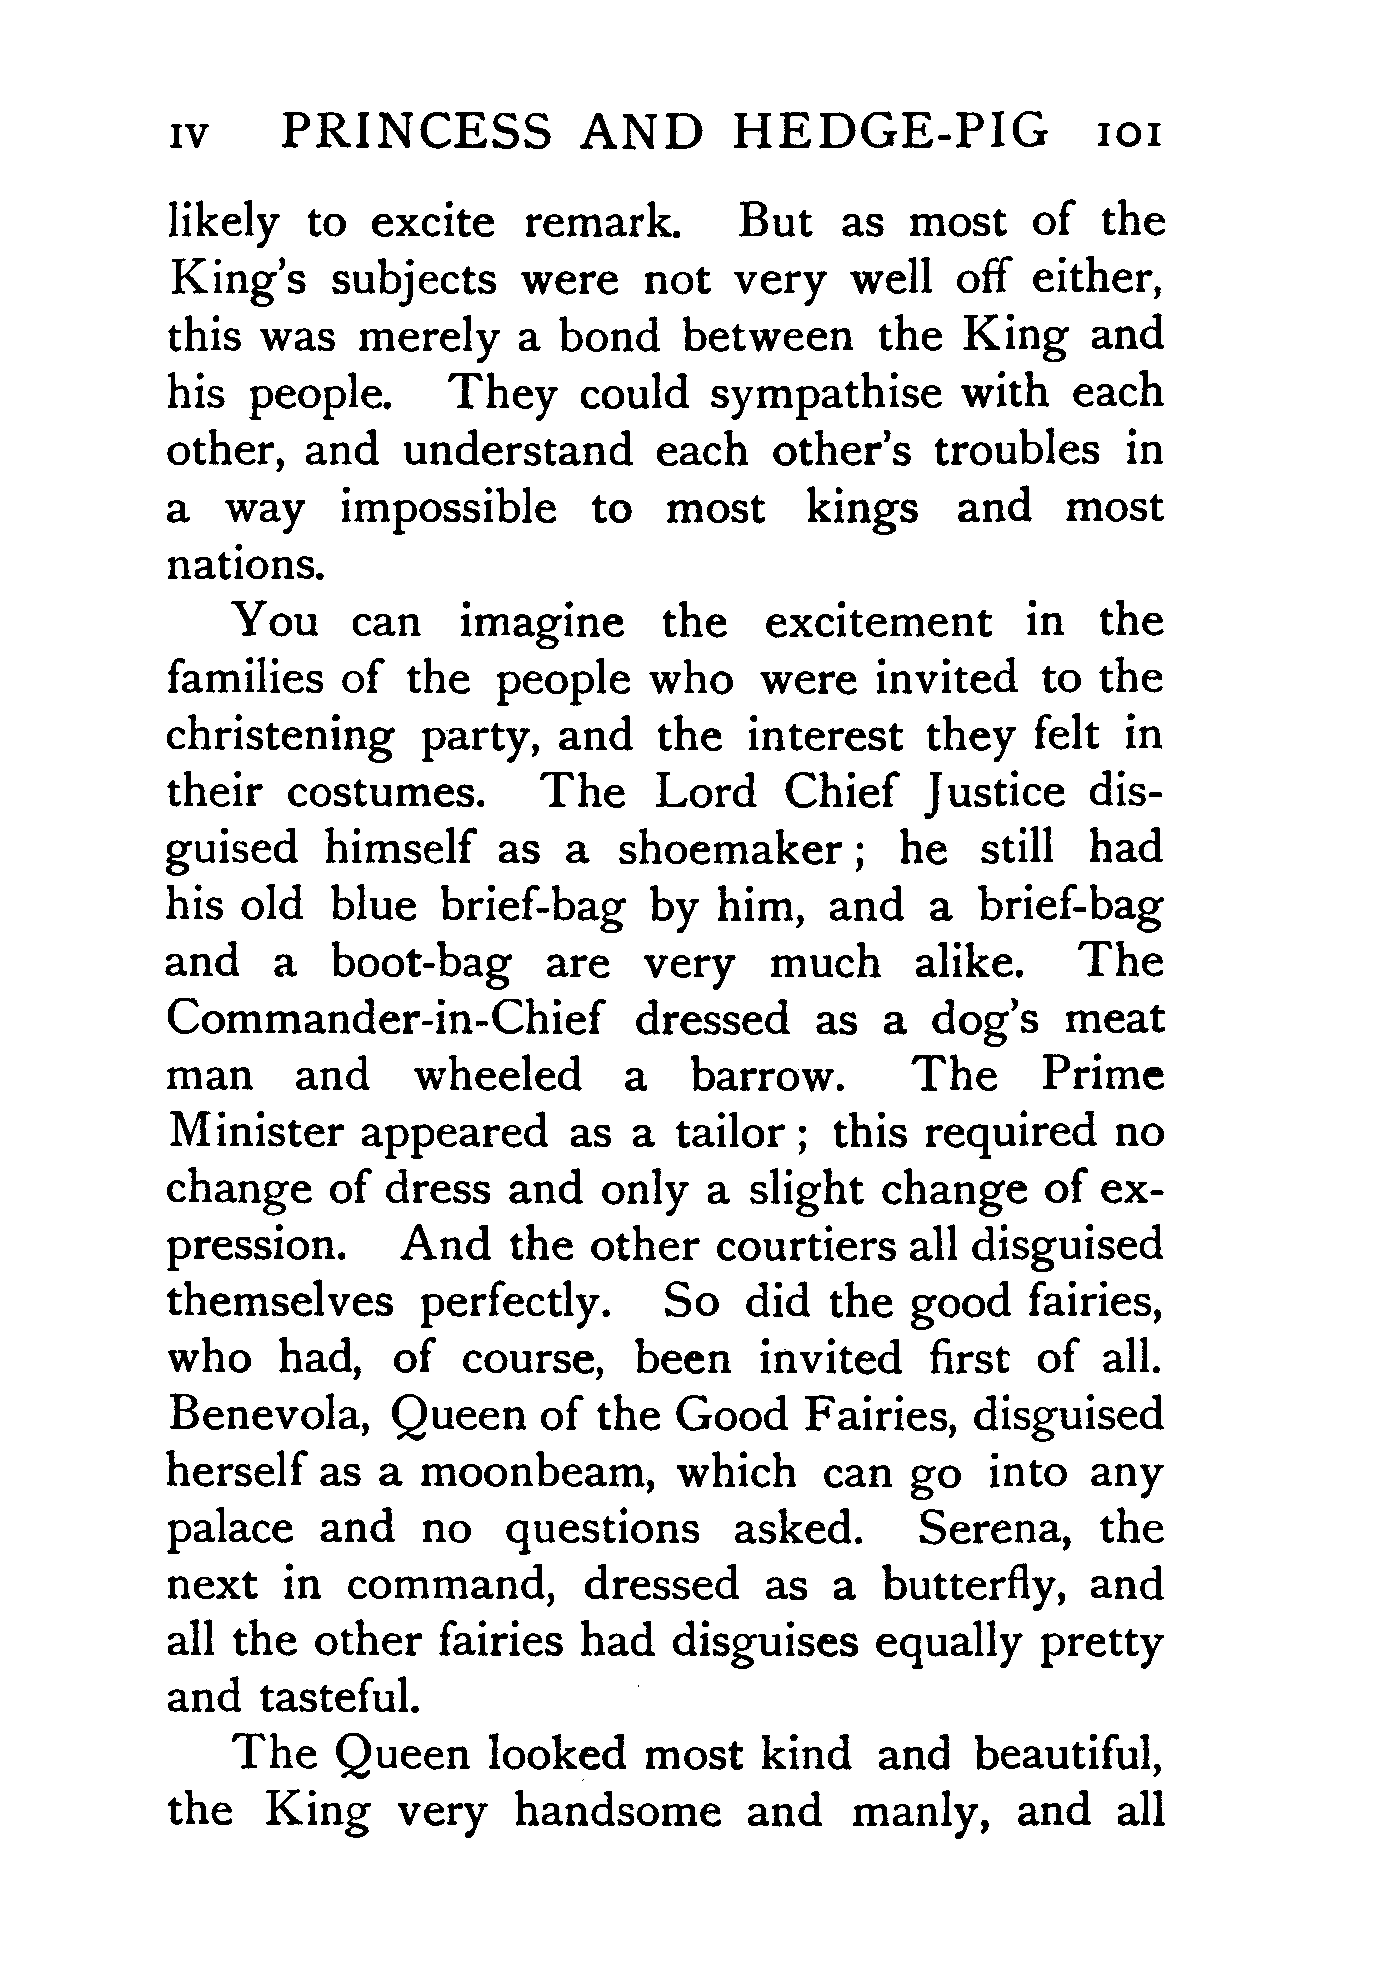 IV PRINCESS AND HEDGE-PIG 101
likely to excite remark. But as most of the
King's subjects were not very well off either,
this was merely a bond between the King and
his people. They could sympathise with each
other, and understand each other's troubles in
a way impossible to most kings and most
nations.
You can imagine the excitement in the
families of the people who were invited to the
christening party, and the interest they felt in
their costumes. The Lord Chief Justice dis-
guised himself as a shoemaker; he still had
his old blue brief-bag by him, and a brief-bag
and a boot-bag are very much alike. The
Commander-in-Chief dressed as a dog's meat
man and wheeled a barrow. The Prime
Minister appeared as a tailor; this required no
change of dress and only a slight change of ex-
pression. And the other courtiers all disguised
themselves perfectly. So did the good fairies,
who had, of course, been invited first of all.
Benevola, Queen of the Good Fairies, disguised
herself as a moonbeam, which can go into any
palace and no questions asked. Serena, the
next in command, dressed as a butterfly, and
all the other fairies had disguises equally pretty
and tasteful.
The Queen looked most kind and beautiful,
the King very handsome and manly, and all